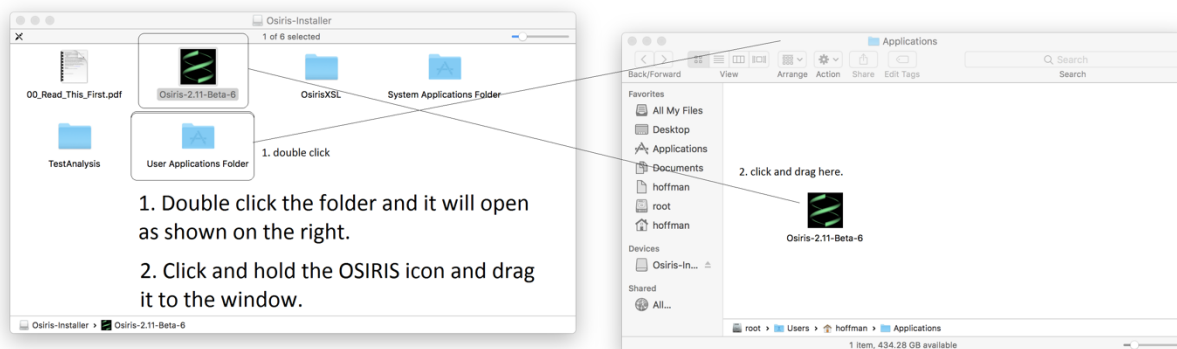 Osiris-Installer
1 of 6 selected
00_Read_This_First.pdf
Osiris-2.11-Beta-6
OsirisXSL
System Applications Folder
TestAnalysis
User Applications Folder
1. double click
1. Double click the folder and it will open
as shown on the right.
2. Click and hold the OSIRIS icon and drag
it to the window.
Osiris-Installer › Osiris-2.11-Beta-6
Applications
Search
Back/Forward View Arrange Action Share Edit Tags Search
Favorites
All My Files
Desktop
Applications
Documents
hoffman
root
hoffman
Devices
Osiris-In...
Shared
All...
2. click and drag here.
Osiris-2.11-Beta-6
root › Users › hoffman › Applications
1 item, 434.28 GB available